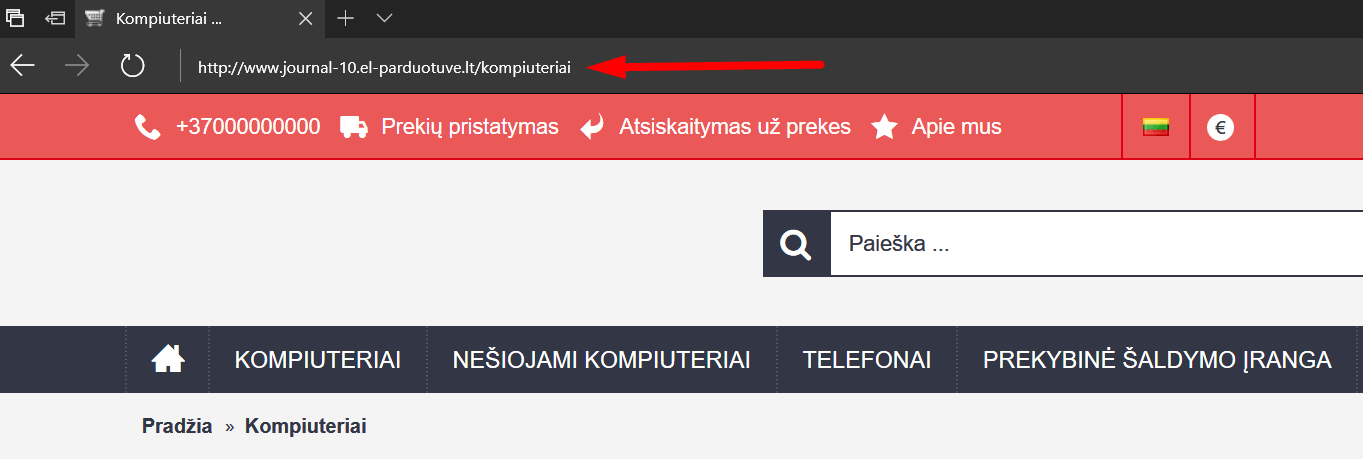 Kompiuteriai ...
http://www.journal-10.el-parduotuve.lt/kompiuteriai
+37000000000 Prekių pristatymas Atsiskaitymas už prekes Apie mus €
Paieška ...
KOMPIUTERIAI NEŠIOJAMI KOMPIUTERIAI TELEFONAI PREKYBINĖ ŠALDYMO ĮRANGA
Pradžia » Kompiuteriai